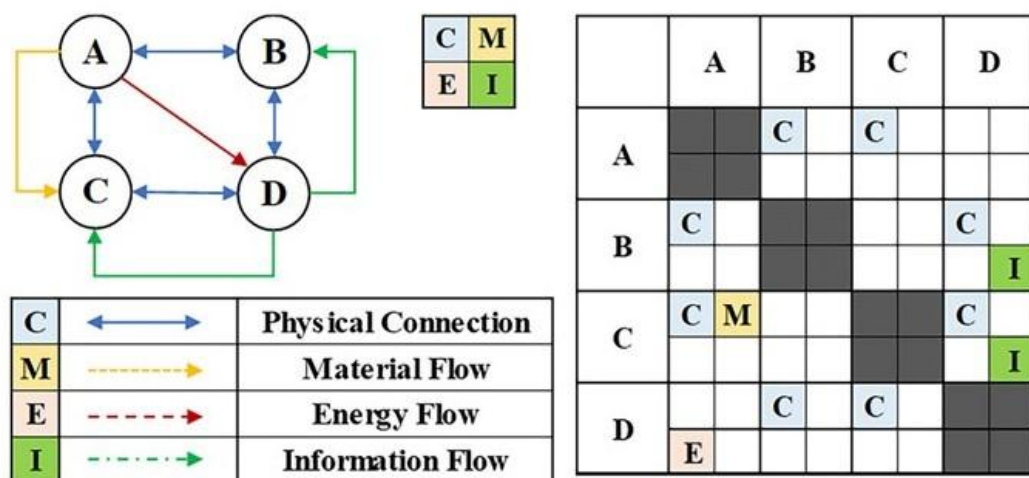 A B
C D
C M
E I
C Physical Connection
M Material Flow
E Energy Flow
I Information Flow
A B C D
A C C
B C C
I
C C M C
I
D C C
E